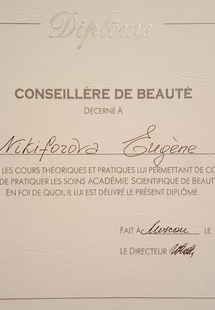 Diplôme
CONSEILLÈRE DE BEAUTÉ
DÉCERNÉ À
Nikiforova Eugène
LES COURS THÉORIQUES ET PRATIQUES LUI PERMETTANT DE CO
DE PRATIQUER LES SOINS ACADÉMIE SCIENTIFIQUE DE BEAUT
EN FOI DE QUOI, IL LUI EST DÉLIVRÉ LE PRÉSENT DIPLÔME.
FAIT À Moscou LE
LE DIRECTEUR